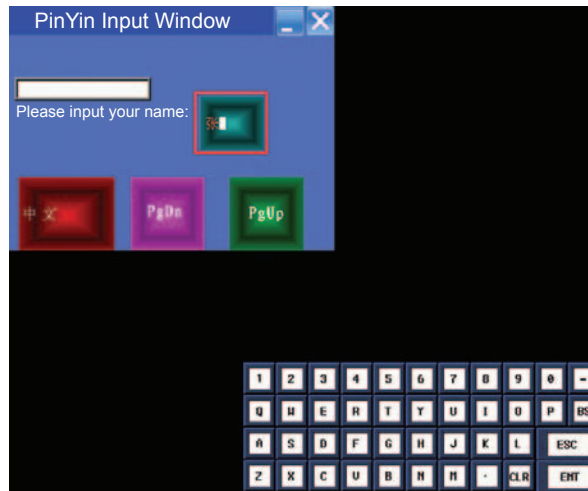 PinYin Input Window
Please input your name:
张
中 文 PgDn PgUp
1 2 3 4 5 6 7 8 9 0 -
Q W E R T Y U I O P BS
A S D F G H J K L ESC
Z X C V B N M . CLR ENT